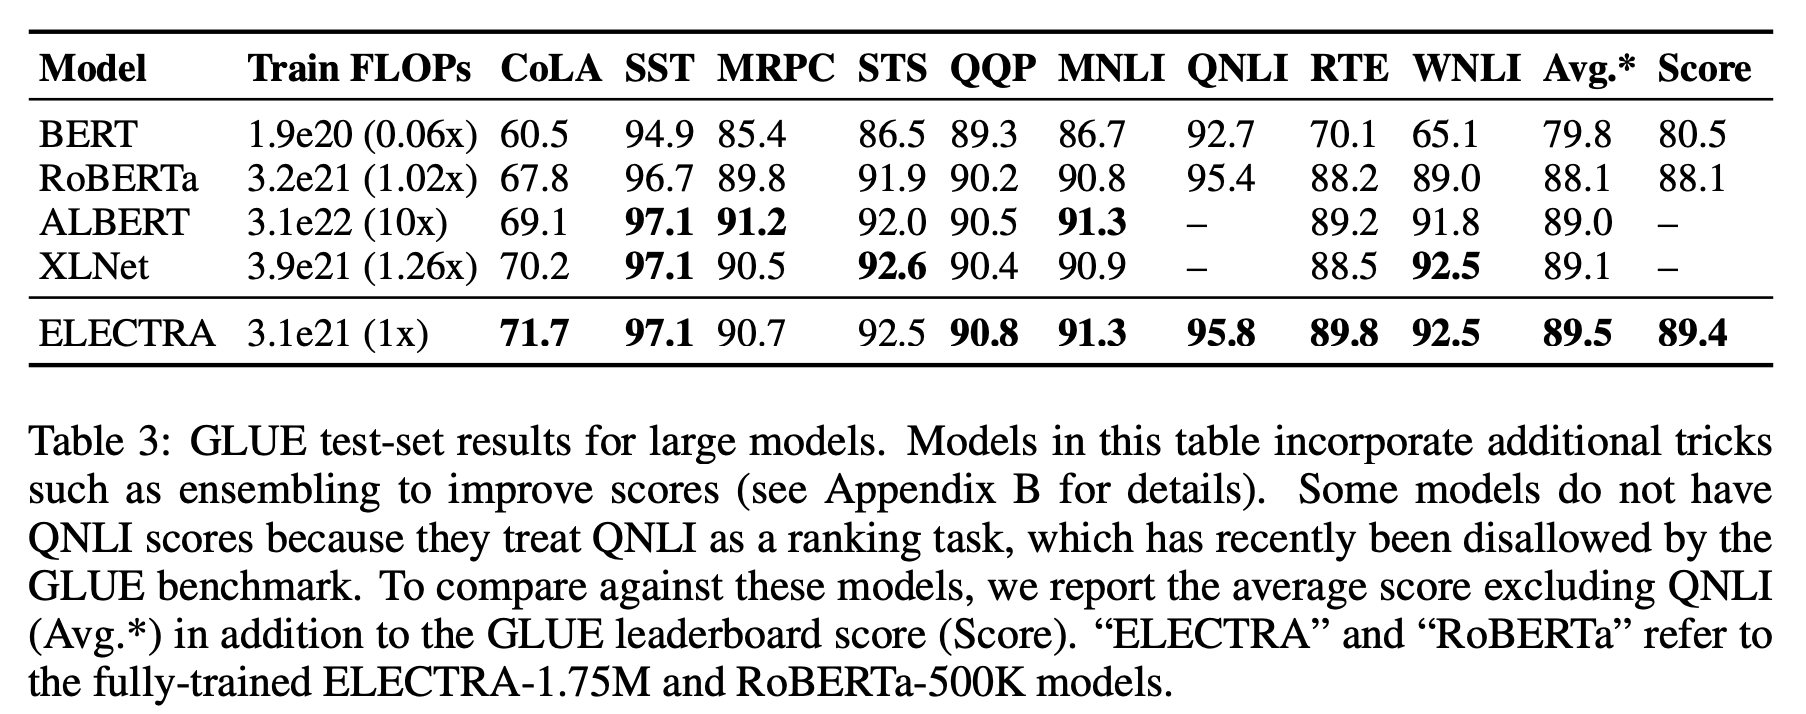 Model Train FLOPs CoLA SST MRPC STS QQP MNLI QNLI RTE WNLI Avg.* Score
BERT 1.9e20 (0.06x) 60.5 94.9 85.4 86.5 89.3 86.7 92.7 70.1 65.1 79.8 80.5
RoBERTa 3.2e21 (1.02x) 67.8 96.7 89.8 91.9 90.2 90.8 95.4 88.2 89.0 88.1 88.1
ALBERT 3.1e22 (10x) 69.1 97.1 91.2 92.0 90.5 91.3 – 89.2 91.8 89.0 –
XLNet 3.9e21 (1.26x) 70.2 97.1 90.5 92.6 90.4 90.9 – 88.5 92.5 89.1 –
ELECTRA 3.1e21 (1x) 71.7 97.1 90.7 92.5 90.8 91.3 95.8 89.8 92.5 89.5 89.4
Table 3: GLUE test-set results for large models. Models in this table incorporate additional tricks
such as ensembling to improve scores (see Appendix B for details). Some models do not have
QNLI scores because they treat QNLI as a ranking task, which has recently been disallowed by the
GLUE benchmark. To compare against these models, we report the average score excluding QNLI
(Avg.*) in addition to the GLUE leaderboard score (Score). “ELECTRA” and “RoBERTa” refer to
the fully-trained ELECTRA-1.75M and RoBERTa-500K models.